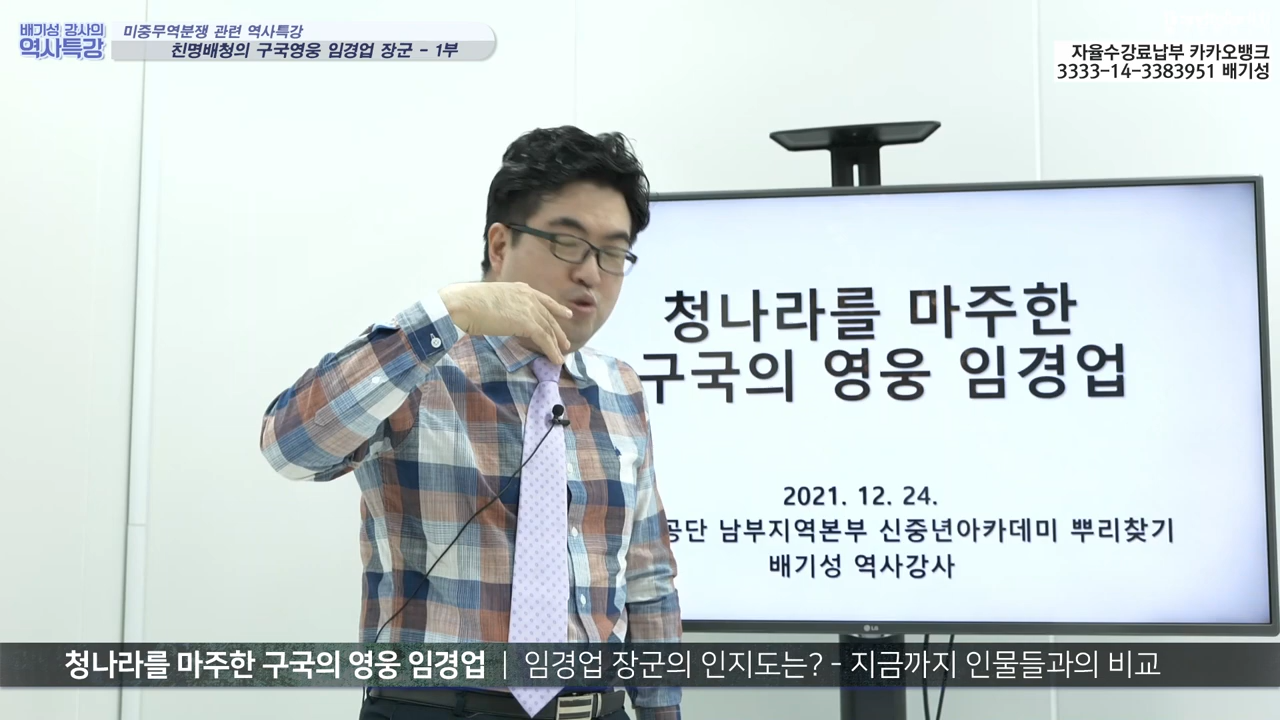 배기성 강사의
역사특강
미중무역분쟁 관련 역사특강
친명배청의 구국영웅 임경업 장군 - 1부
자율수강료납부 카카오뱅크
3333-14-3383951 배기성
청나라를 마주한
구국의 영웅 임경업
2021. 12. 24.
공단 남부지역본부 신중년아카데미 뿌리찾기
배기성 역사강사
LG
청나라를 마주한 구국의 영웅 임경업 | 임경업 장군의 인지도는? - 지금까지 인물들과의 비교